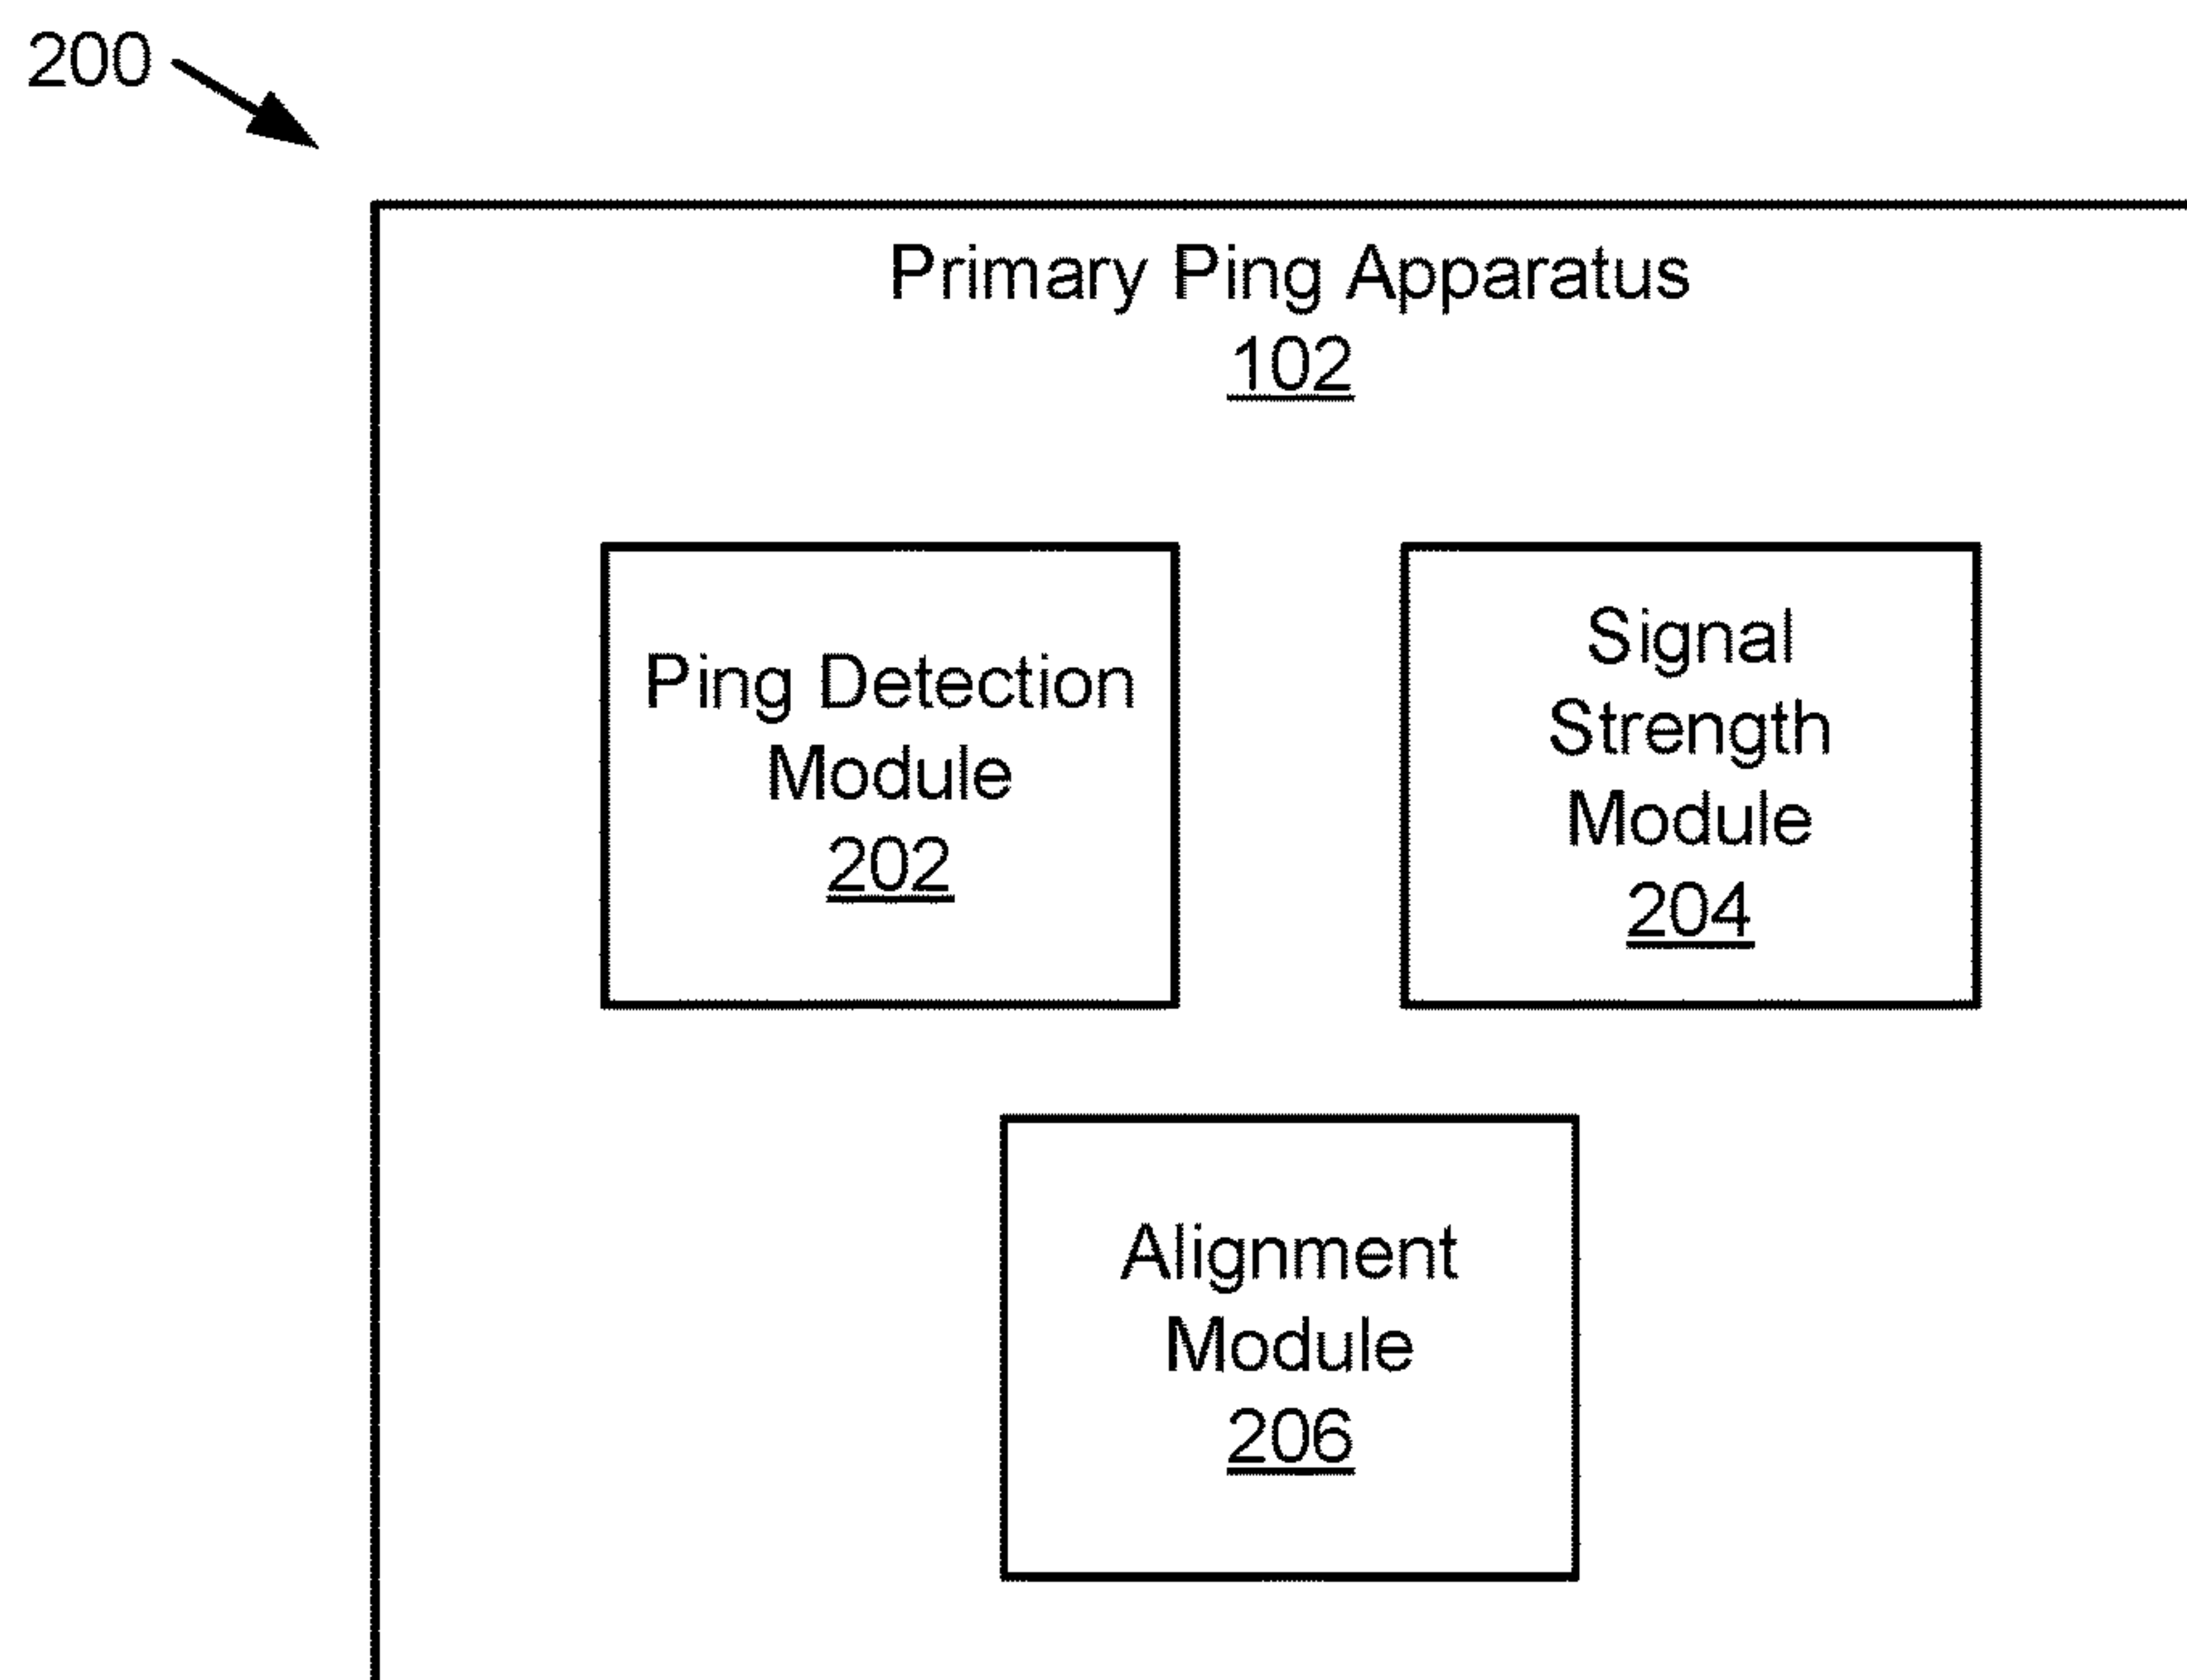 200
Primary Ping Apparatus
102
Ping Detection
Module
202
Signal
Strength
Module
204
Alignment
Module
206